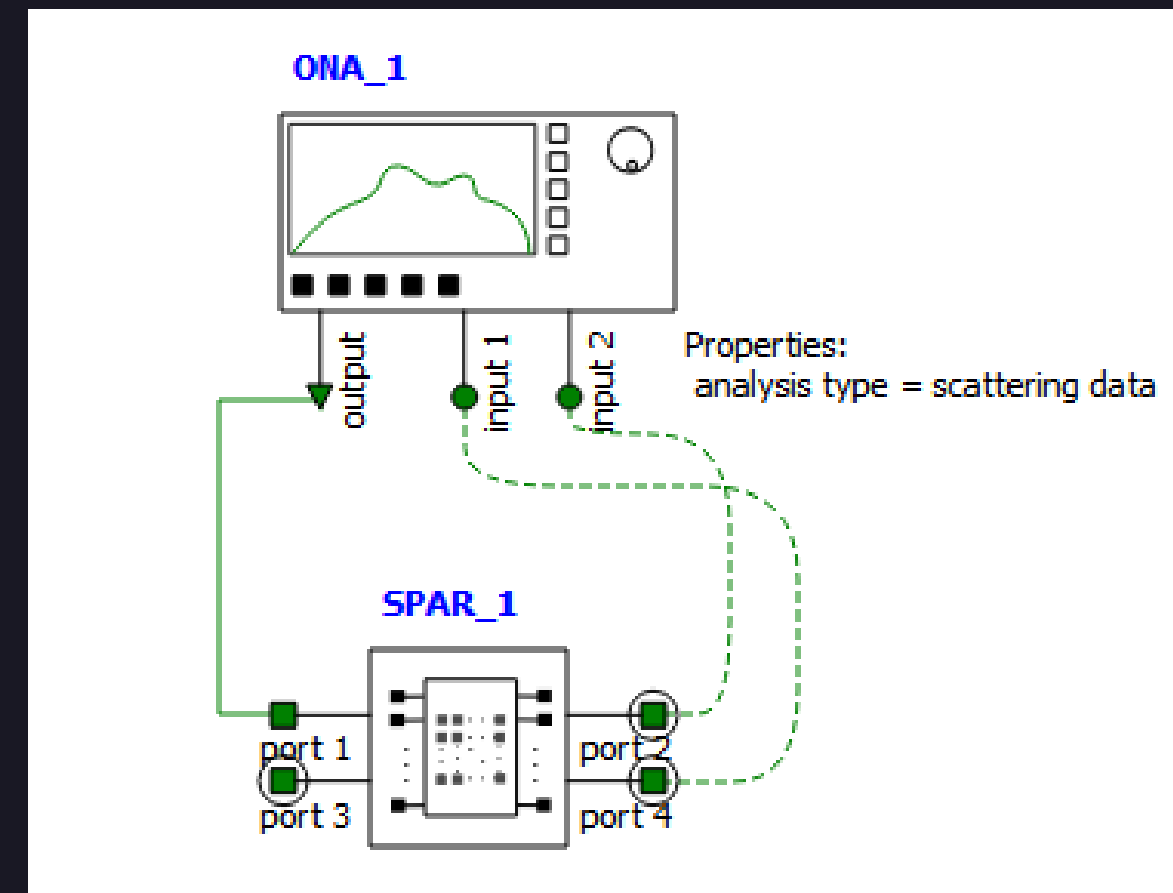 ONA_1
output
input 1
input 2
Properties:
analysis type = scattering data
SPAR_1
port 1
port 2
port 3
port 4